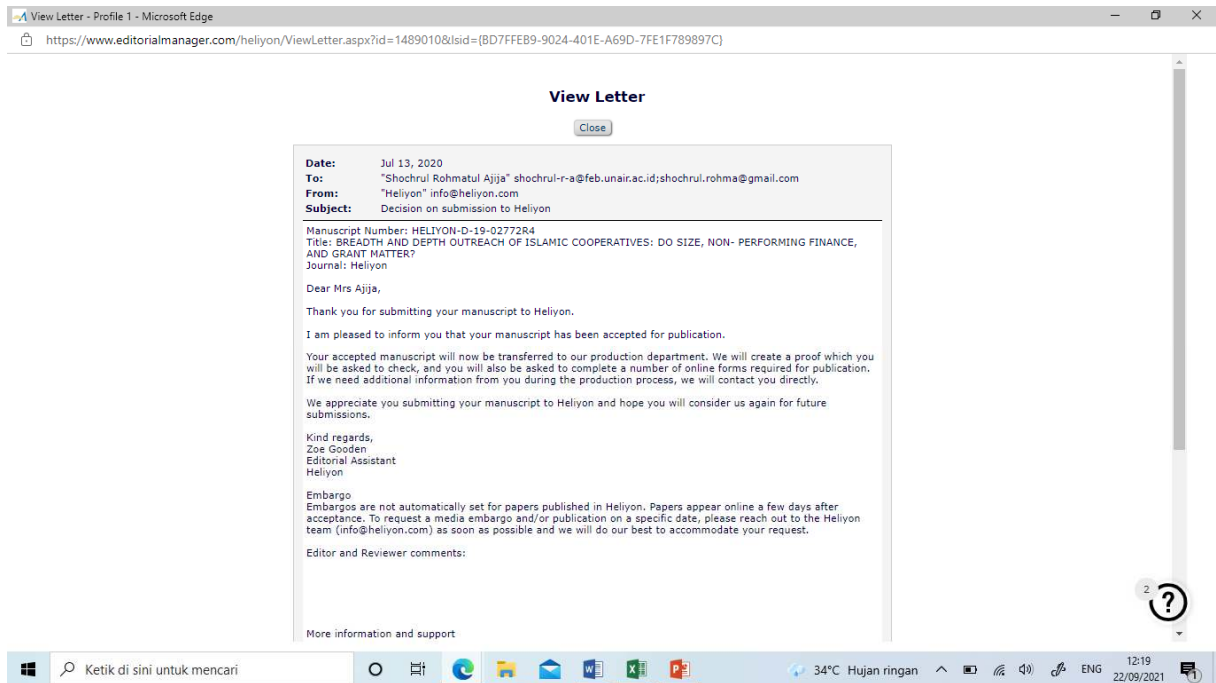 View Letter - Profile 1 - Microsoft Edge
https://www.editorialmanager.com/heliyon/ViewLetter.aspx?id=1489010&lsid={BD7FFEB9-9024-401E-A69D-7FE1F789897C}
View Letter
Close
Date: Jul 13, 2020
To: "Shochrul Rohmatul Ajija" shochrul-r-a@feb.unair.ac.id;shochrul.rohma@gmail.com
From: "Heliyon" info@heliyon.com
Subject: Decision on submission to Heliyon
Manuscript Number: HELIYON-D-19-02772R4
Title: BREADTH AND DEPTH OUTREACH OF ISLAMIC COOPERATIVES: DO SIZE, NON- PERFORMING FINANCE,
AND GRANT MATTER?
Journal: Heliyon
Dear Mrs Ajija,
Thank you for submitting your manuscript to Heliyon.
I am pleased to inform you that your manuscript has been accepted for publication.
Your accepted manuscript will now be transferred to our production department. We will create a proof which you
will be asked to check, and you will also be asked to complete a number of online forms required for publication.
If we need additional information from you during the production process, we will contact you directly.
We appreciate you submitting your manuscript to Heliyon and hope you will consider us again for future
submissions.
Kind regards,
Zoe Gooden
Editorial Assistant
Heliyon
Embargo
Embargos are not automatically set for papers published in Heliyon. Papers appear online a few days after
acceptance. To request a media embargo and/or publication on a specific date, please reach out to the Heliyon
team (info@heliyon.com) as soon as possible and we will do our best to accommodate your request.
Editor and Reviewer comments:
2
?
More information and support
Ketik di sini untuk mencari
34°C Hujan ringan
ENG
12:19
22/09/2021
1